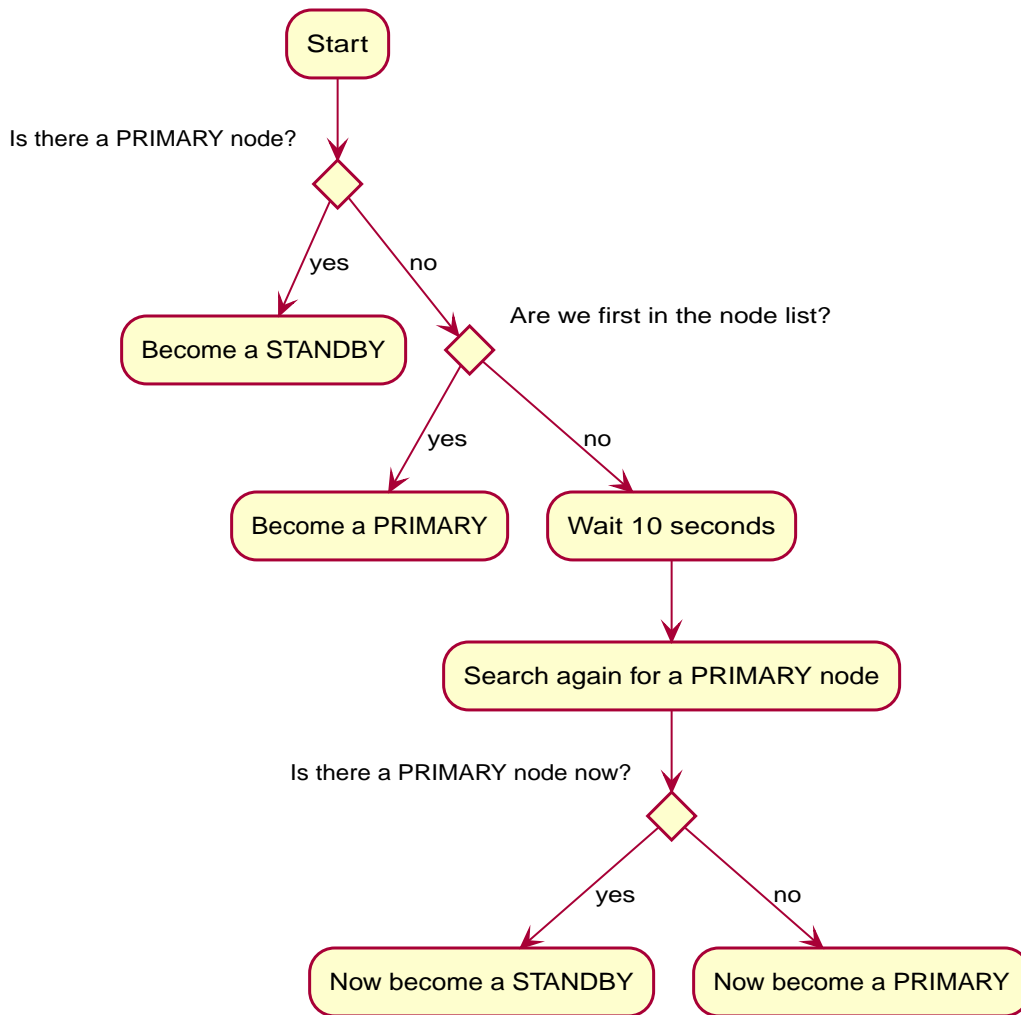 Start
Is there a PRIMARY node?
yes
no
Become a STANDBY
Are we first in the node list?
yes
no
Become a PRIMARY
Wait 10 seconds
Search again for a PRIMARY node
Is there a PRIMARY node now?
yes
no
Now become a STANDBY
Now become a PRIMARY